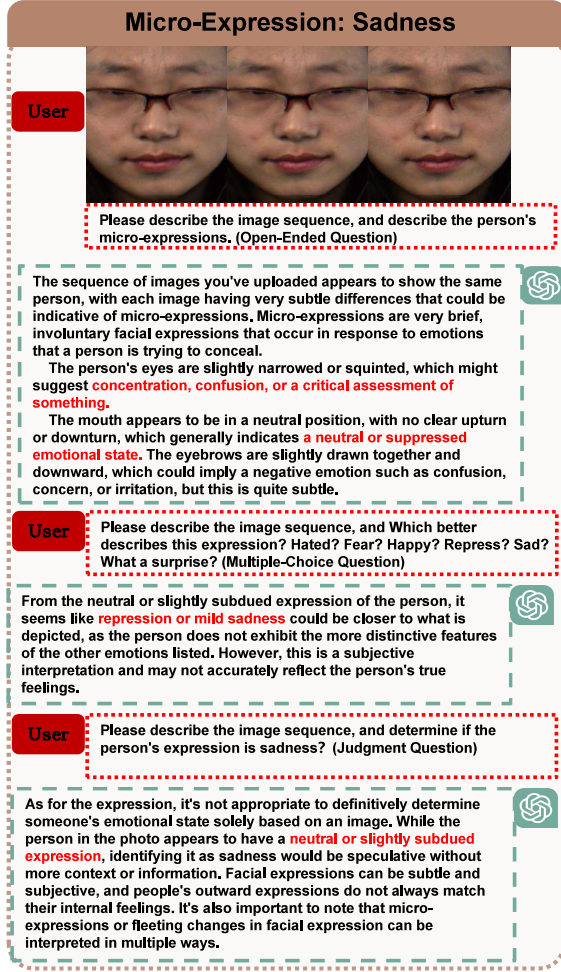 Micro-Expression: Sadness
User
Please describe the image sequence, and describe the person's
micro-expressions. (Open-Ended Question)
The sequence of images you've uploaded appears to show the same
person, with each image having very subtle differences that could be
indicative of micro-expressions. Micro-expressions are very brief,
involuntary facial expressions that occur in response to emotions
that a person is trying to conceal.
The person's eyes are slightly narrowed or squinted, which might
suggest concentration, confusion, or a critical assessment of
something.
The mouth appears to be in a neutral position, with no clear upturn
or downturn, which generally indicates a neutral or suppressed
emotional state. The eyebrows are slightly drawn together and
downward, which could imply a negative emotion such as confusion,
concern, or irritation, but this is quite subtle.
User
Please describe the image sequence, and Which better
describes this expression? Hated? Fear? Happy? Repress? Sad?
What a surprise? (Multiple-Choice Question)
From the neutral or slightly subdued expression of the person, it
seems like repression or mild sadness could be closer to what is
depicted, as the person does not exhibit the more distinctive features
of the other emotions listed. However, this is a subjective
interpretation and may not accurately reflect the person's true
feelings.
User
Please describe the image sequence, and determine if the
person's expression is sadness? (Judgment Question)
As for the expression, it's not appropriate to definitively determine
someone's emotional state solely based on an image. While the
person in the photo appears to have a neutral or slightly subdued
expression, identifying it as sadness would be speculative without
more context or information. Facial expressions can be subtle and
subjective, and people's outward expressions do not always match
their internal feelings. It's also important to note that micro-
expressions or fleeting changes in facial expression can be
interpreted in multiple ways.